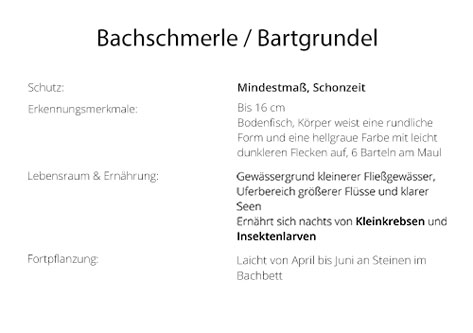 Bachschmerle / Bartgrundel
Schutz: Mindestmaß, Schonzeit
Erkennungsmerkmale: Bis 16 cm
Bodenfisch, Körper weist eine rundliche
Form und eine hellgraue Farbe mit leicht
dunkleren Flecken auf, 6 Barteln am Maul
Lebensraum & Ernährung: Gewässergrund kleinerer Fließgewässer,
Uferbereich größerer Flüsse und klarer
Seen
Ernährt sich nachts von Kleinkrebsen und
Insektenlarven
Fortpflanzung: Laicht von April bis Juni an Steinen im
Bachbett